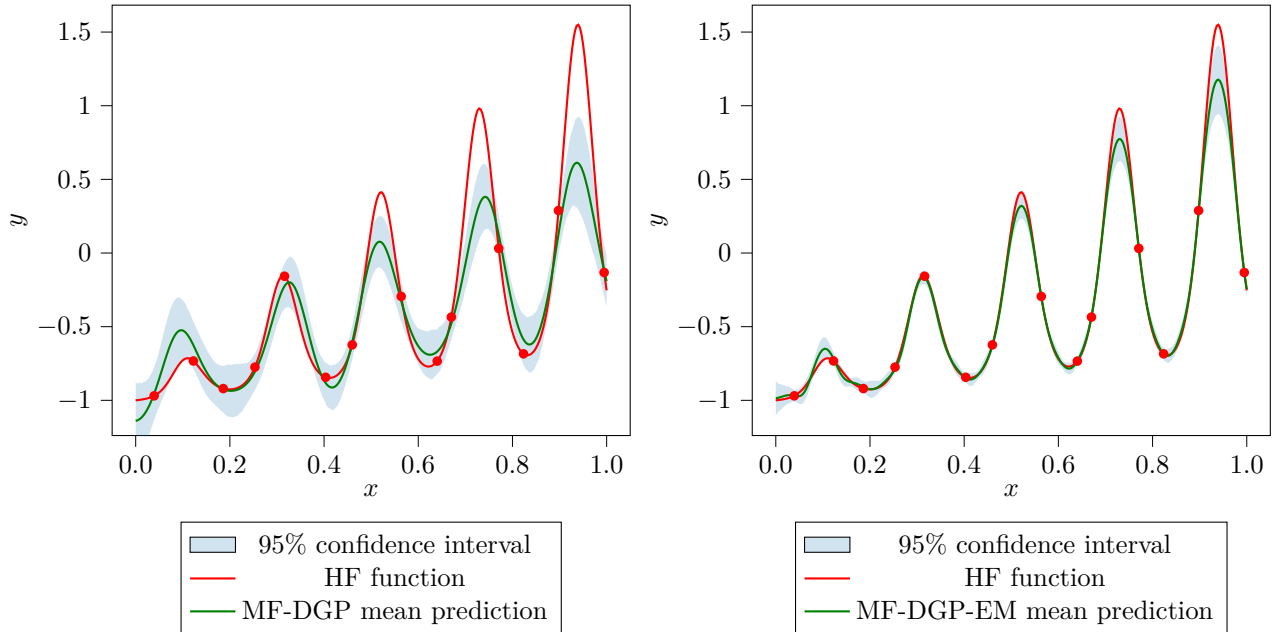 1.5
1
0.5
0
−0.5
−1
y
0.0 0.2 0.4 0.6 0.8 1.0
x
95% confidence interval
HF function
MF-DGP mean prediction
1.5
1
0.5
0
−0.5
−1
y
0.0 0.2 0.4 0.6 0.8 1.0
x
95% confidence interval
HF function
MF-DGP-EM mean prediction